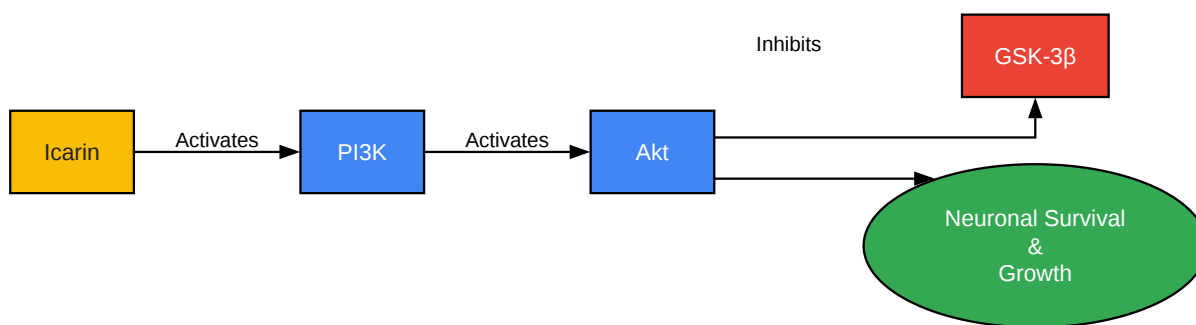 Inhibits
GSK-3β
Icarin
Activates
PI3K
Activates
Akt
Neuronal Survival
&
Growth